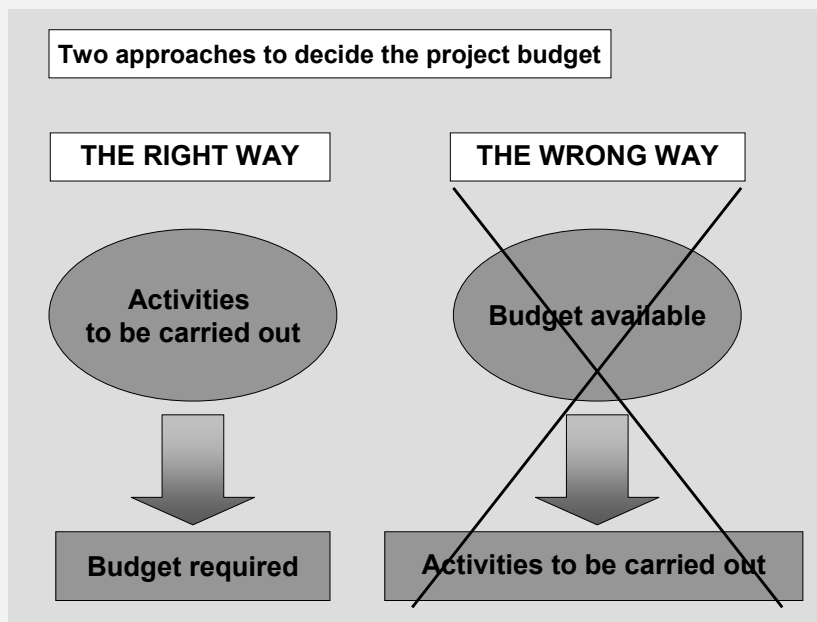 Two approaches to decide the project budget
THE RIGHT WAY
Activities
to be carried out
Budget required
THE WRONG WAY
Budget available
Activities to be carried out